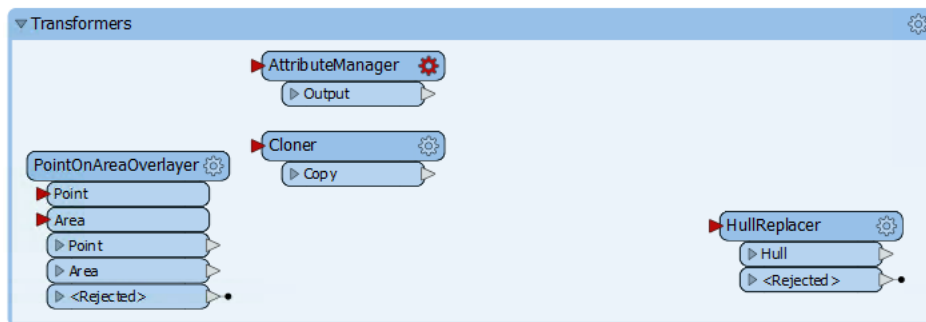 Transformers
AttributeManager
Output
Cloner
Copy
PointOnAreaOverlayer
Point
Area
Point
Area
<Rejected>
HullReplacer
Hull
<Rejected>